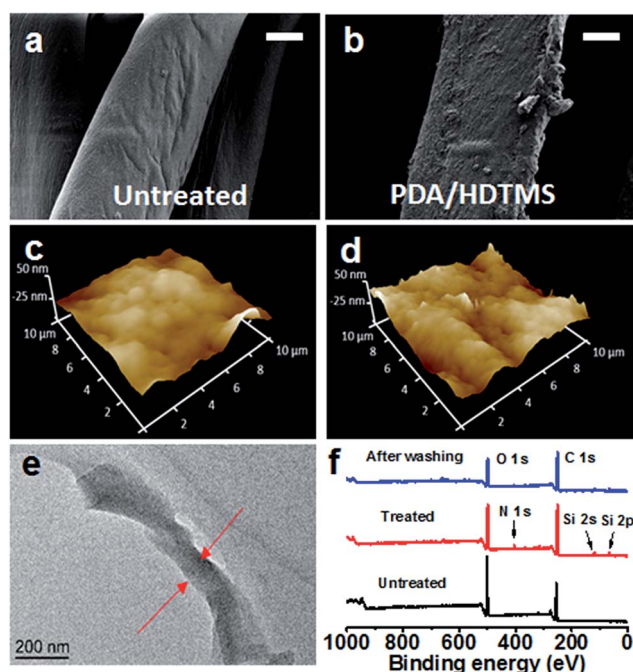 a
b
Untreated
PDA/HDTMS
c
d
50 nm
-25 nm
10 μm
8
6
4
2
2
4
6
8
10 μm
50 nm
-25 nm
10 μm
8
6
4
2
2
4
6
8
10 μm
e
200 nm
f
After washing
O 1s
C 1s
Treated
N 1s
Si 2s
Si 2p
Untreated
1000
800
600
400
200
0
Binding energy (eV)